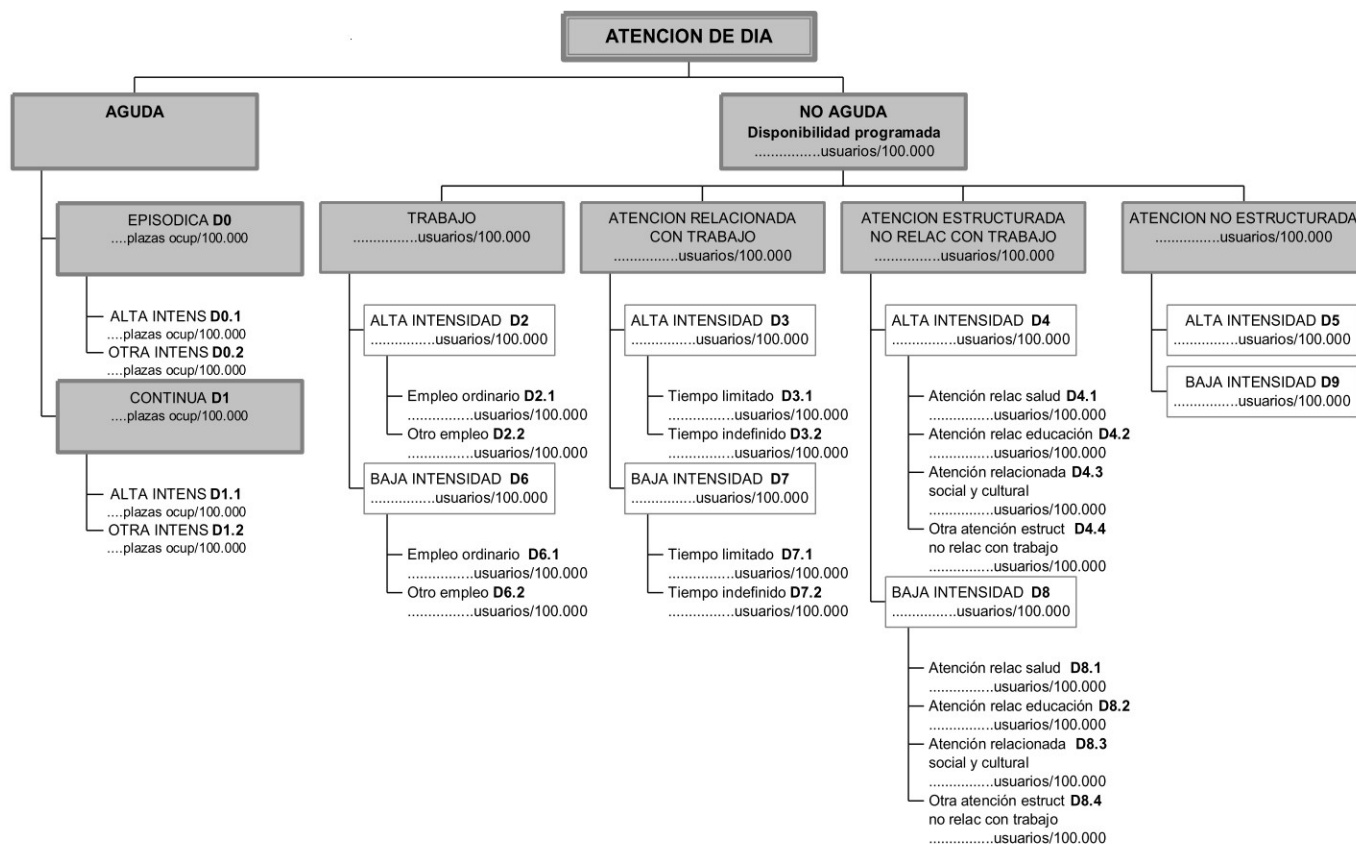 ATENCION DE DIA
AGUDA
NO AGUDA
Disponibilidad programada
................usuarios/100.000
EPISODICA D0
....plazas ocup/100.000
ALTA INTENS D0.1
....plazas ocup/100.000
OTRA INTENS D0.2
....plazas ocup/100.000
CONTINUA D1
....plazas ocup/100.000
ALTA INTENS D1.1
....plazas ocup/100.000
OTRA INTENS D1.2
....plazas ocup/100.000
TRABAJO
................usuarios/100.000
ALTA INTENSIDAD D2
................usuarios/100.000
Empleo ordinario D2.1
................usuarios/100.000
Otro empleo D2.2
................usuarios/100.000
BAJA INTENSIDAD D6
................usuarios/100.000
Empleo ordinario D6.1
................usuarios/100.000
Otro empleo D6.2
................usuarios/100.000
ATENCION RELACIONADA
CON TRABAJO
................usuarios/100.000
ALTA INTENSIDAD D3
................usuarios/100.000
Tiempo limitado D3.1
................usuarios/100.000
Tiempo indefinido D3.2
................usuarios/100.000
BAJA INTENSIDAD D7
................usuarios/100.000
Tiempo limitado D7.1
................usuarios/100.000
Tiempo indefinido D7.2
................usuarios/100.000
ATENCION ESTRUCTURADA
NO RELAC CON TRABAJO
................usuarios/100.000
ALTA INTENSIDAD D4
................usuarios/100.000
Atención relac salud D4.1
................usuarios/100.000
Atención relac educación D4.2
................usuarios/100.000
Atención relacionada D4.3
social y cultural
................usuarios/100.000
Otra atención estruct D4.4
no relac con trabajo
................usuarios/100.000
BAJA INTENSIDAD D8
................usuarios/100.000
Atención relac salud D8.1
................usuarios/100.000
Atención relac educación D8.2
................usuarios/100.000
Atención relacionada D8.3
social y cultural
................usuarios/100.000
Otra atención estruct D8.4
no relac con trabajo
................usuarios/100.000
ATENCION NO ESTRUCTURADA
................usuarios/100.000
ALTA INTENSIDAD D5
................usuarios/100.000
BAJA INTENSIDAD D9
................usuarios/100.000